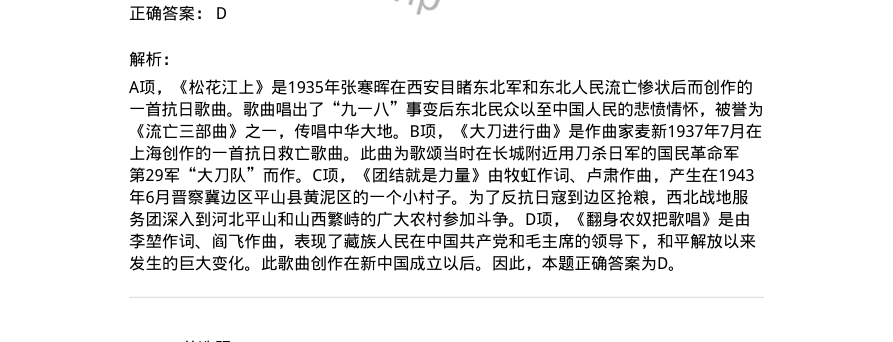 正确答案： D
解析：
A项，《松花江上》是1935年张寒晖在西安目睹东北军和东北人民流亡惨状后而创作的
一首抗日歌曲。歌曲唱出了“九一八”事变后东北民众以至中国人民的悲愤情怀，被誉为
《流亡三部曲》之一，传唱中华大地。B项，《大刀进行曲》是作曲家麦新1937年7月在
上海创作的一首抗日救亡歌曲。此曲为歌颂当时在长城附近用刀杀日军的国民革命军
第29军“大刀队”而作。C项，《团结就是力量》由牧虹作词、卢肃作曲，产生在1943
年6月晋察冀边区平山县黄泥区的一个小村子。为了反抗日寇到边区抢粮，西北战地服
务团深入到河北平山和山西繁峙的广大农村参加斗争。D项，《翻身农奴把歌唱》是由
李堃作词、阎飞作曲，表现了藏族人民在中国共产党和毛主席的领导下，和平解放以来
发生的巨大变化。此歌曲创作在新中国成立以后。因此，本题正确答案为D。